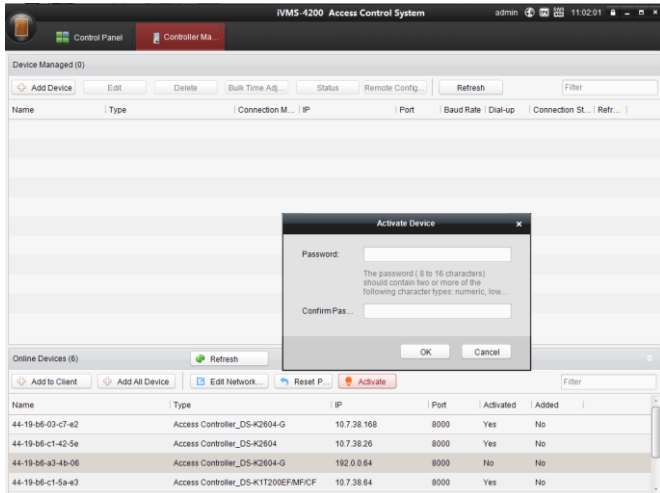 iVMS-4200 Access Control System admin 11:02:01
Control Panel Controller Ma...
Device Managed (0)
Add Device Edit Delete Bulk Time Adj... Status Remote Config... Refresh Filter
Name Type Connection M... IP Port Baud Rate Dial-up Connection St... Refr...
Activate Device
Password:
The password ( 8 to 16 characters)
should contain two or more of the
following character types: numeric, low...
Confirm Pas...
OK Cancel
Online Devices (6) Refresh
Add to Client Add All Device Edit Network... Reset P... Activate Filter
Name Type IP Port Activated Added
44-19-b6-03-c7-e2 Access Controller_DS-K2604-G 10.7.38.168 8000 Yes No
44-19-b6-c1-42-5e Access Controller_DS-K2604 10.7.38.26 8000 Yes No
44-19-b6-a3-4b-06 Access Controller_DS-K2604-G 192.0.0.64 8000 No No
44-19-b6-c1-5a-e3 Access Controller_DS-K1T200EF/MF/CF 10.7.38.64 8000 Yes No